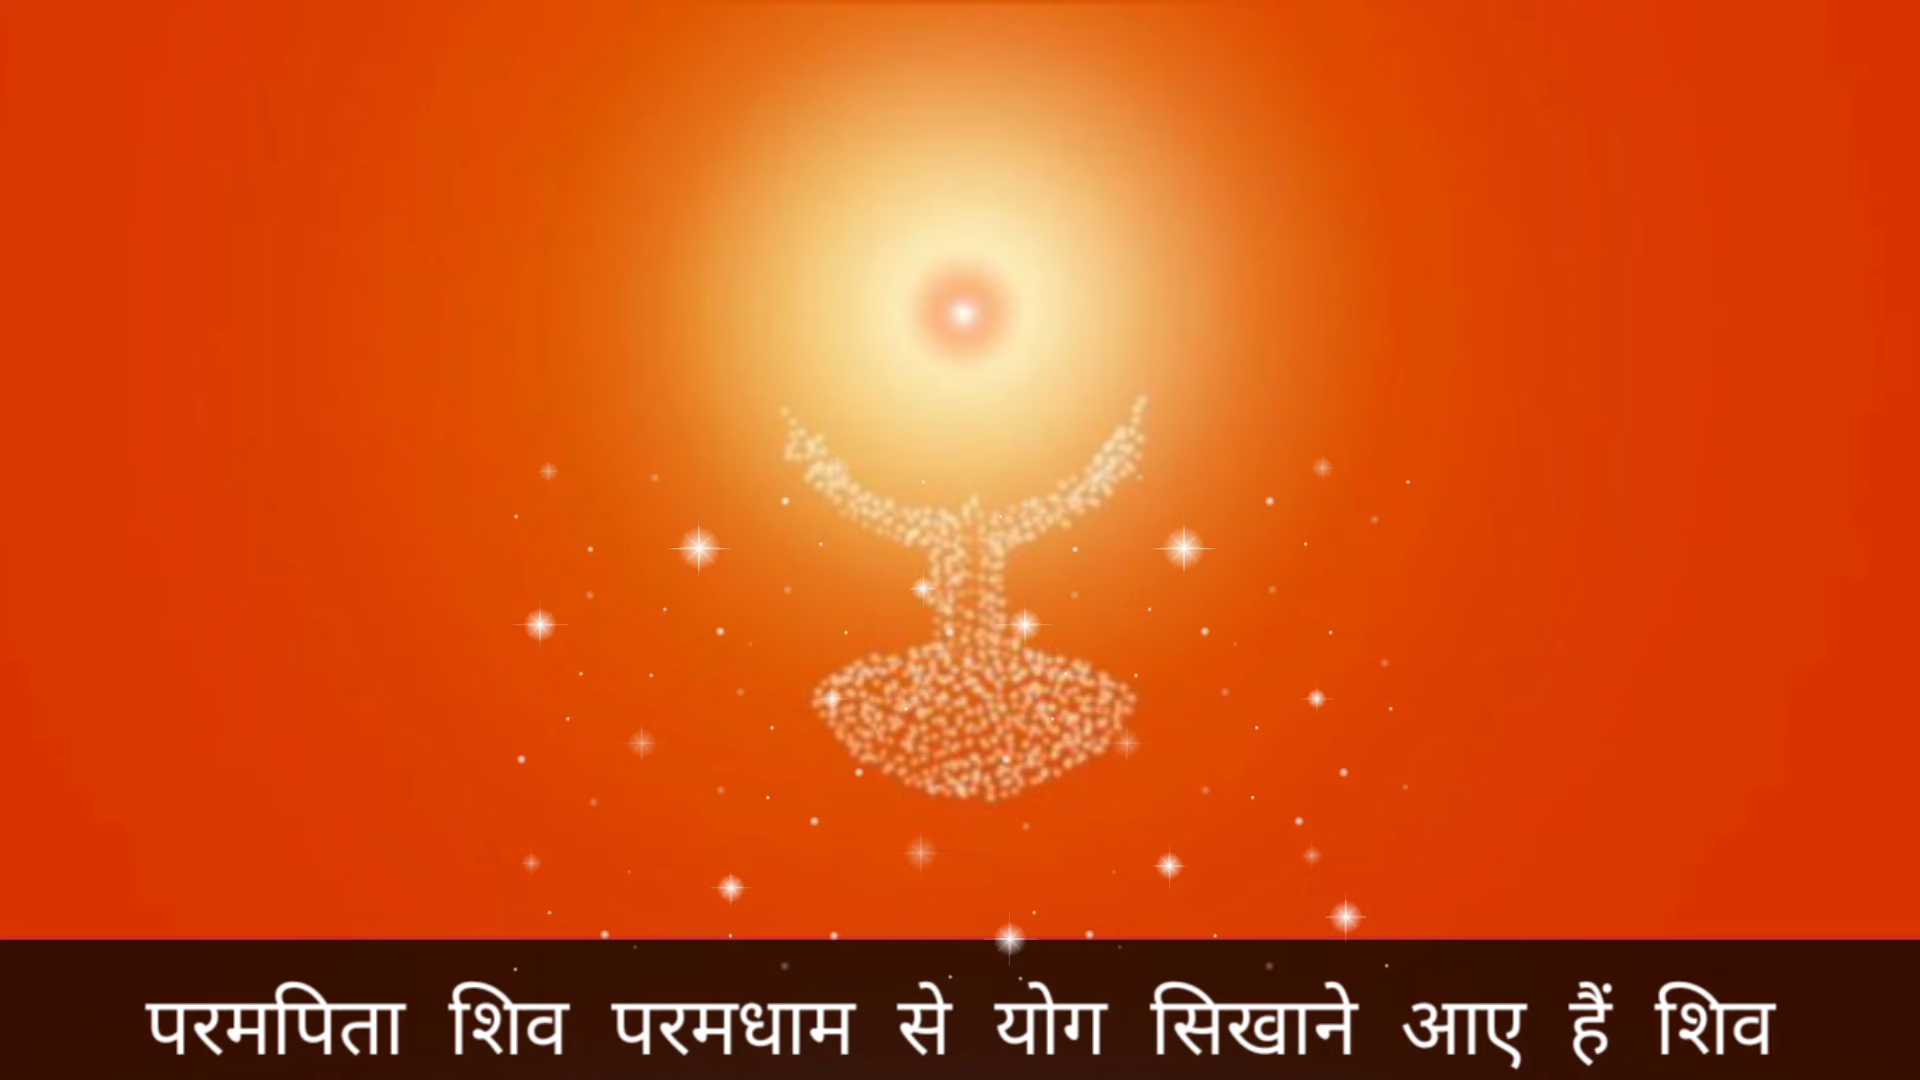 परमपिता शिव परमधाम से योग सिखाने आए हैं शिव